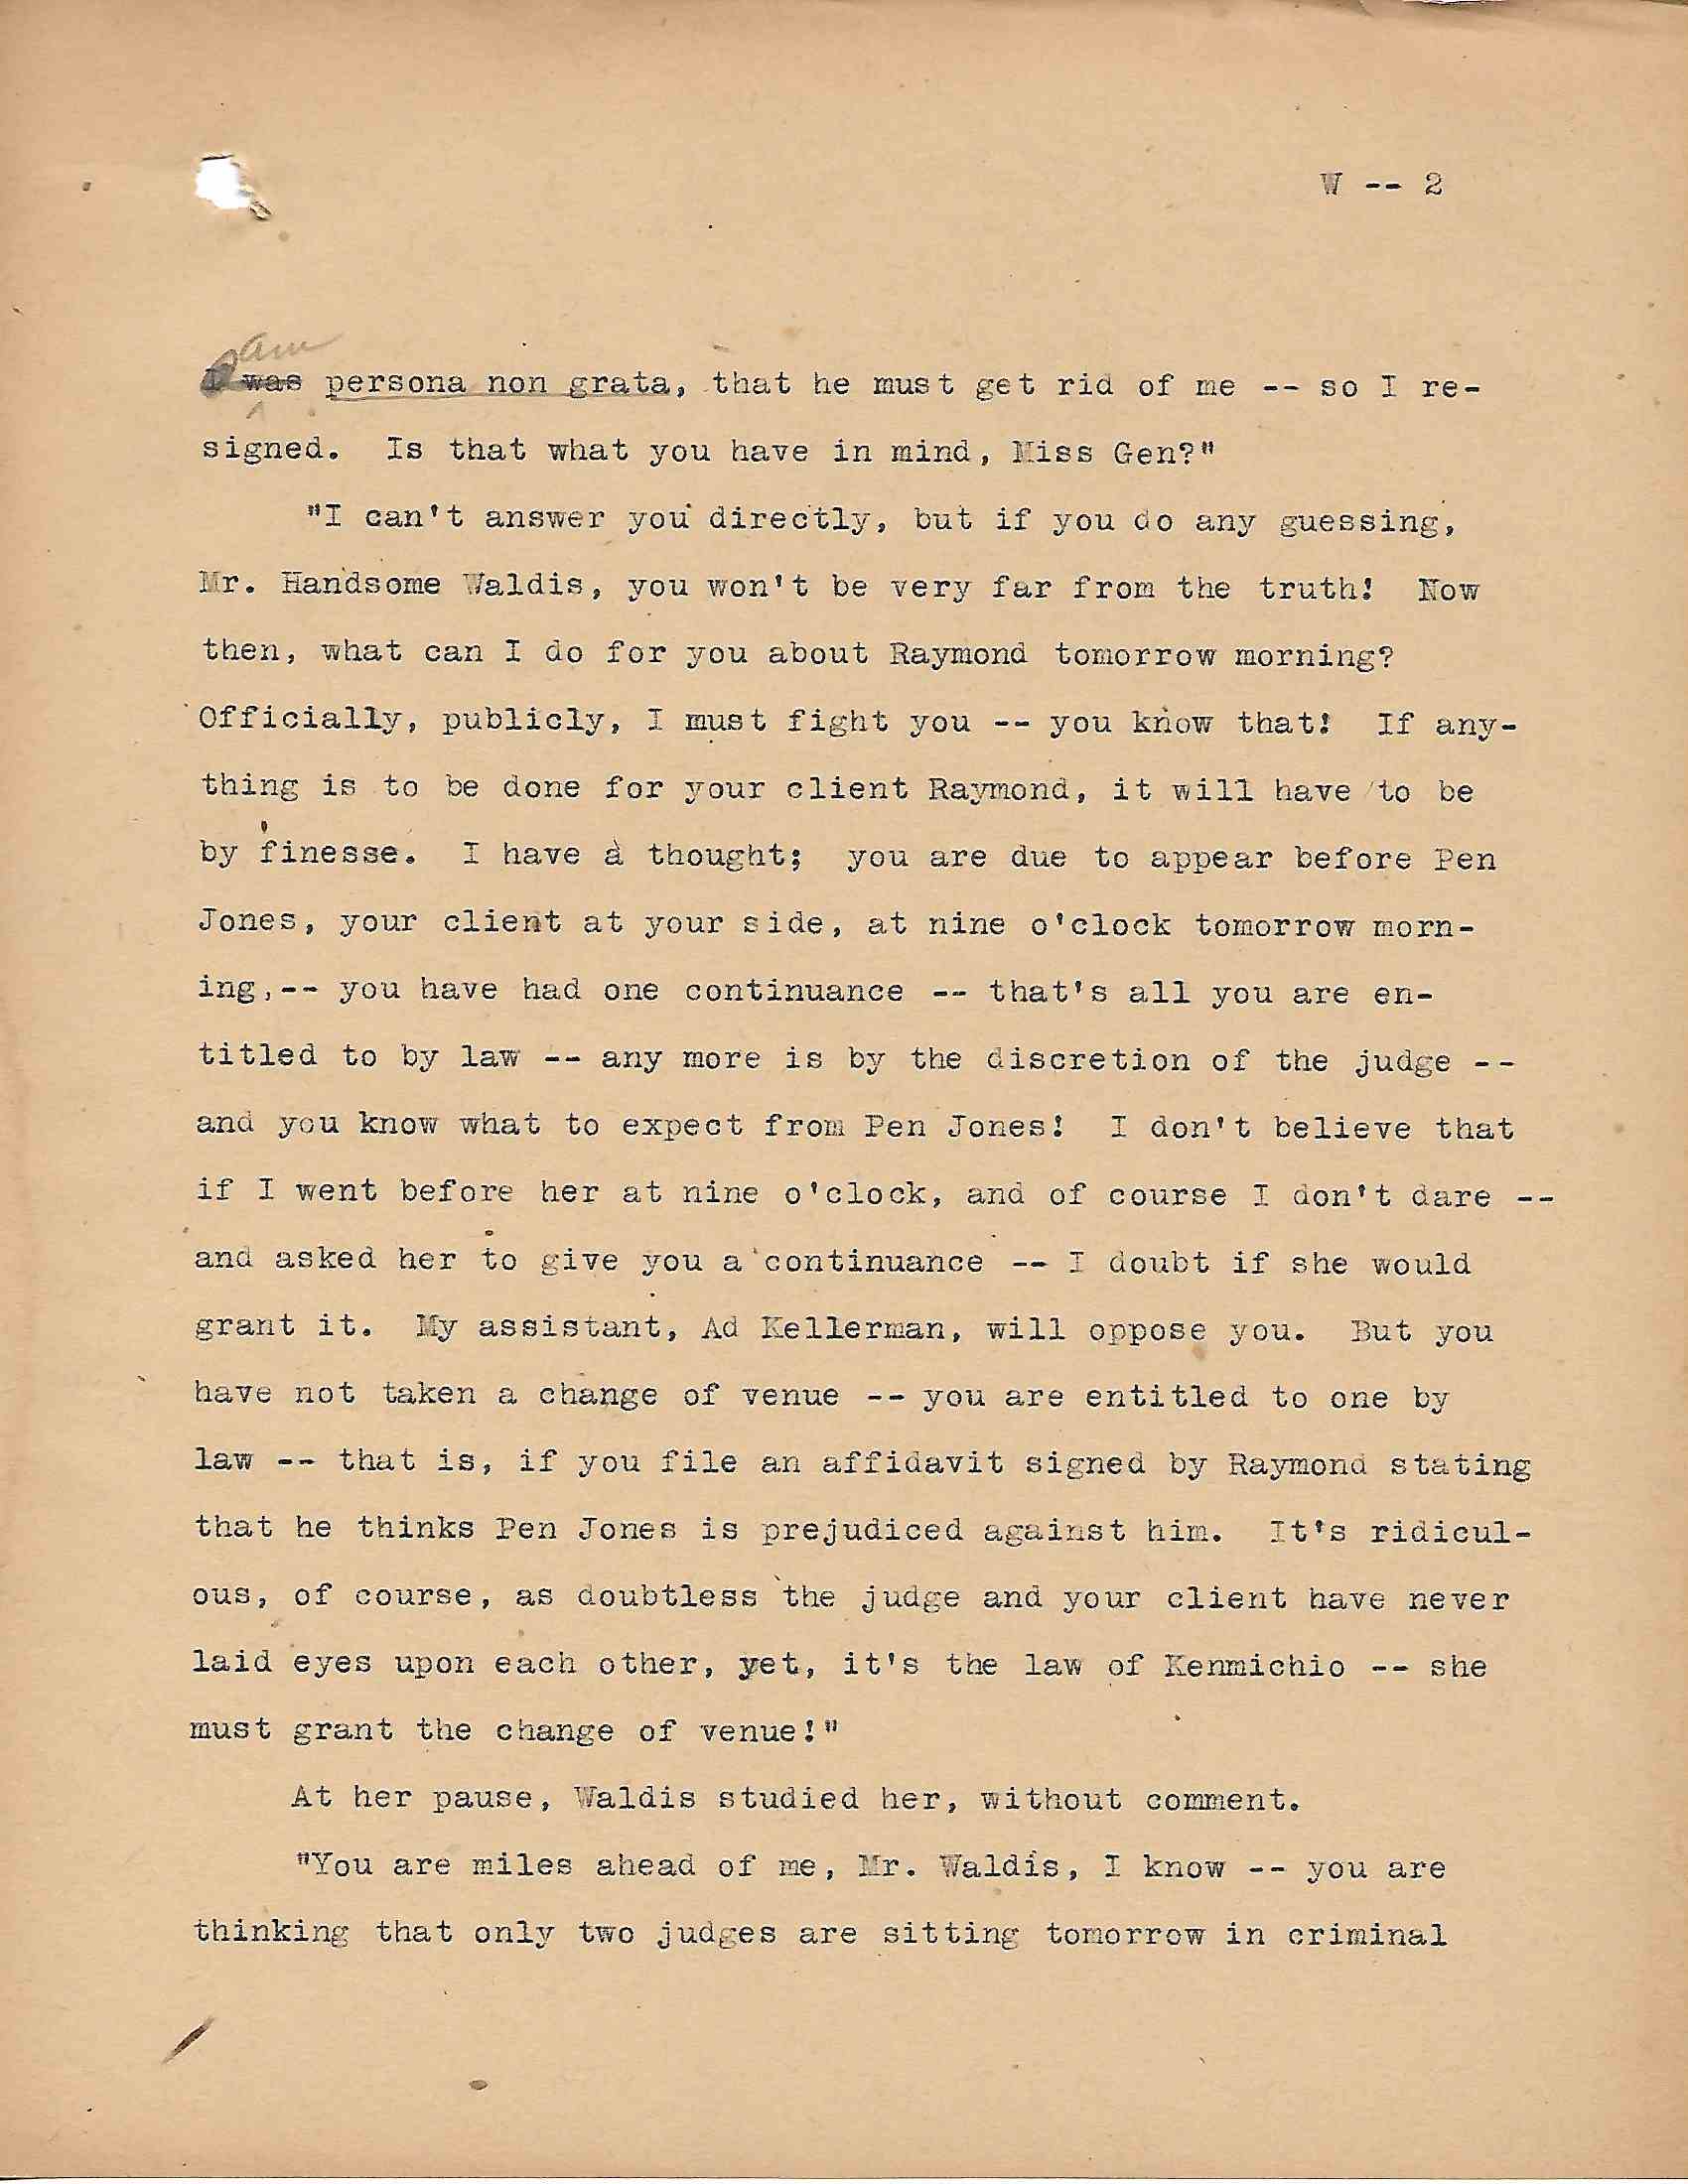 W -- 2
am
I was persona non grata, that he must get rid of me -- so I re-
signed. Is that what you have in mind, Miss Gen?"
"I can't answer you directly, but if you do any guessing,
Mr. Handsome Waldis, you won't be very far from the truth! Now
then, what can I do for you about Raymond tomorrow morning?
Officially, publicly, I must fight you -- you know that! If any-
thing is to be done for your client Raymond, it will have to be
by finesse. I have a thought; you are due to appear before Pen
Jones, your client at your side, at nine o'clock tomorrow morn-
ing,-- you have had one continuance -- that's all you are en-
titled to by law -- any more is by the discretion of the judge --
and you know what to expect from Pen Jones! I don't believe that
if I went before her at nine o'clock, and of course I don't dare --
and asked her to give you a continuance -- I doubt if she would
grant it. My assistant, Ad Kellerman, will oppose you. But you
have not taken a change of venue -- you are entitled to one by
law -- that is, if you file an affidavit signed by Raymond stating
that he thinks Pen Jones is prejudiced against him. It's ridicul-
ous, of course, as doubtless the judge and your client have never
laid eyes upon each other, yet, it's the law of Kenmichio -- she
must grant the change of venue!"
At her pause, Waldis studied her, without comment.
"You are miles ahead of me, Mr. Waldis, I know -- you are
thinking that only two judges are sitting tomorrow in criminal